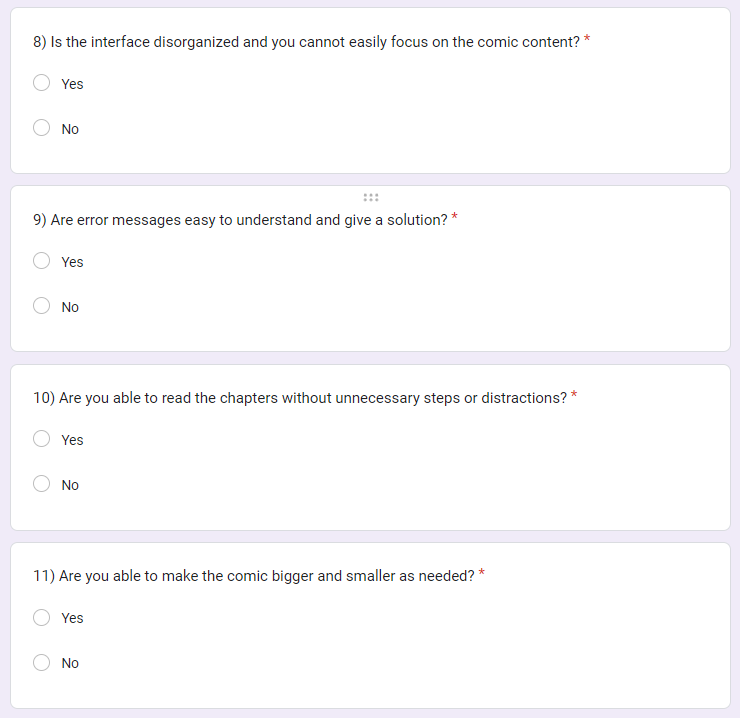 8) Is the interface disorganized and you cannot easily focus on the comic content? *
Yes
No
9) Are error messages easy to understand and give a solution? *
Yes
No
10) Are you able to read the chapters without unnecessary steps or distractions? *
Yes
No
11) Are you able to make the comic bigger and smaller as needed? *
Yes
No